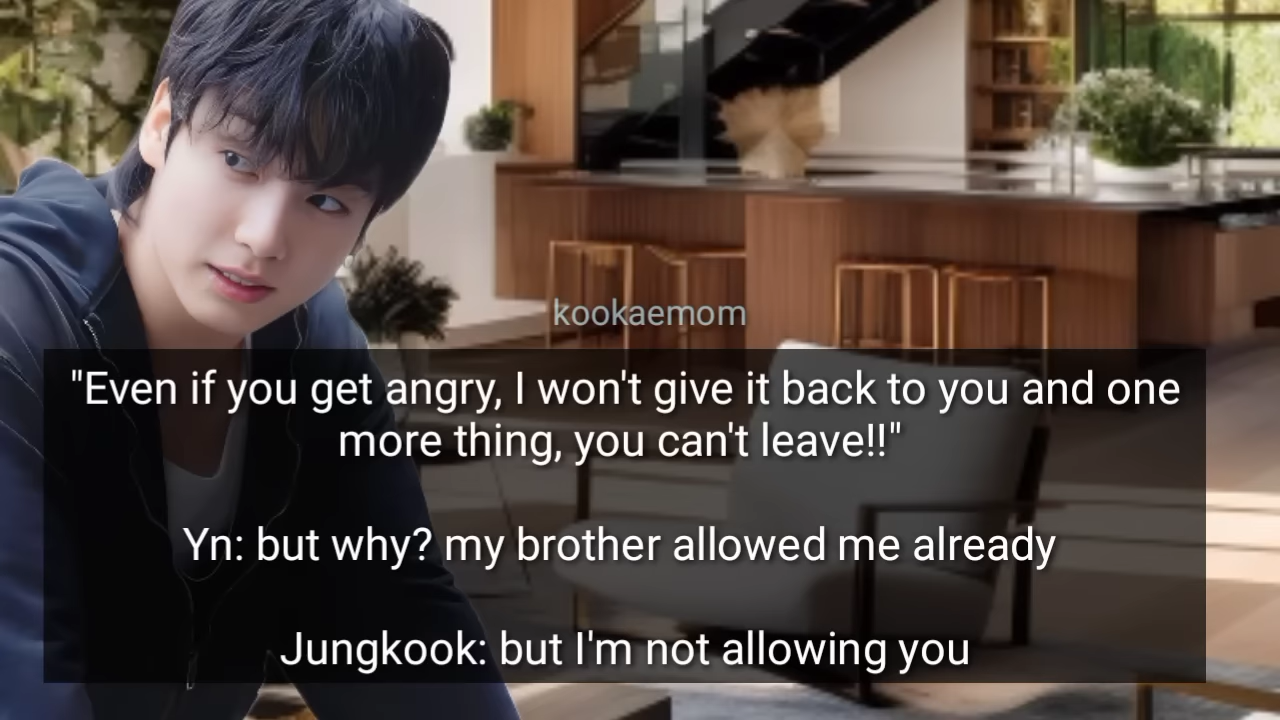 kookaemom
"Even if you get angry, I won't give it back to you and one
more thing, you can't leave!!"
Yn: but why? my brother allowed me already
Jungkook: but I'm not allowing you